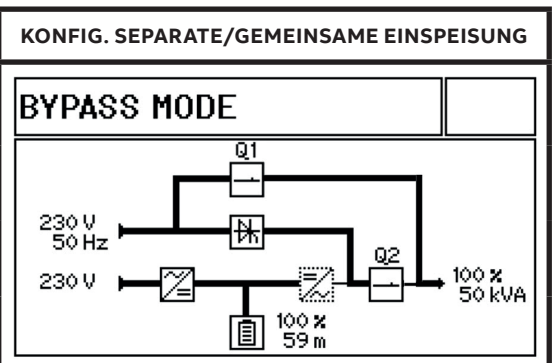 KONFIG. SEPARATE/GEMEINSAME EINSPEISUNG
BYPASS MODE
Q1
230 V
50 Hz
Q2
230 V
100 %
50 kVA
100 %
59 m